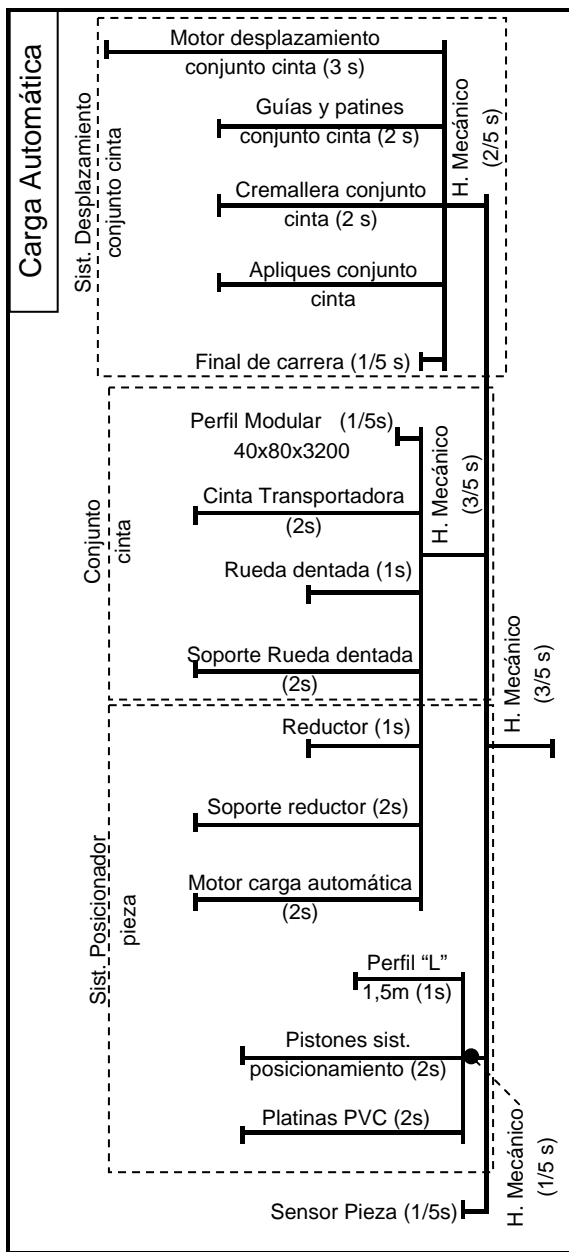 Carga Automática
Sist. Desplazamiento
conjunto cinta
Motor desplazamiento
conjunto cinta (3 s)
Guías y patines
conjunto cinta (2 s)
Cremallera conjunto
cinta (2 s)
Apliques conjunto
cinta
Final de carrera (1/5 s)
H. Mecánico
(2/5 s)
Conjunto
cinta
Perfil Modular (1/5s)
40x80x3200
Cinta Transportadora
(2s)
Rueda dentada (1s)
Soporte Rueda dentada
(2s)
H. Mecánico
(3/5 s)
H. Mecánico
(3/5 s)
Sist. Posicionador
pieza
Reductor (1s)
Soporte reductor (2s)
Motor carga automática
(2s)
Perfil “L”
1,5m (1s)
Pistones sist.
posicionamiento (2s)
Platinas PVC (2s)
H. Mecánico
(1/5 s)
Sensor Pieza (1/5s)